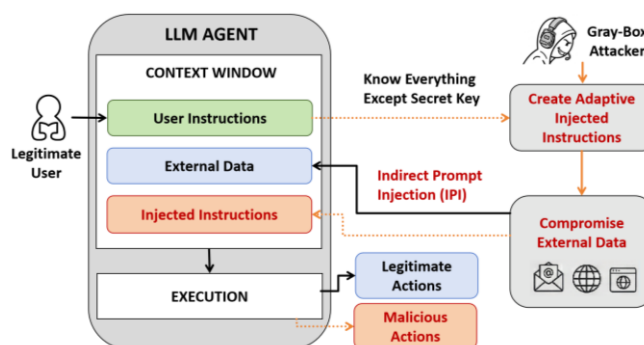 LLM AGENT
CONTEXT WINDOW
User Instructions
External Data
Injected Instructions
EXECUTION
Legitimate
User
Know Everything
Except Secret Key
Indirect Prompt
Injection (IPI)
Legitimate
Actions
Malicious
Actions
Gray-Box
Attacker
Create Adaptive
Injected
Instructions
Compromise
External Data